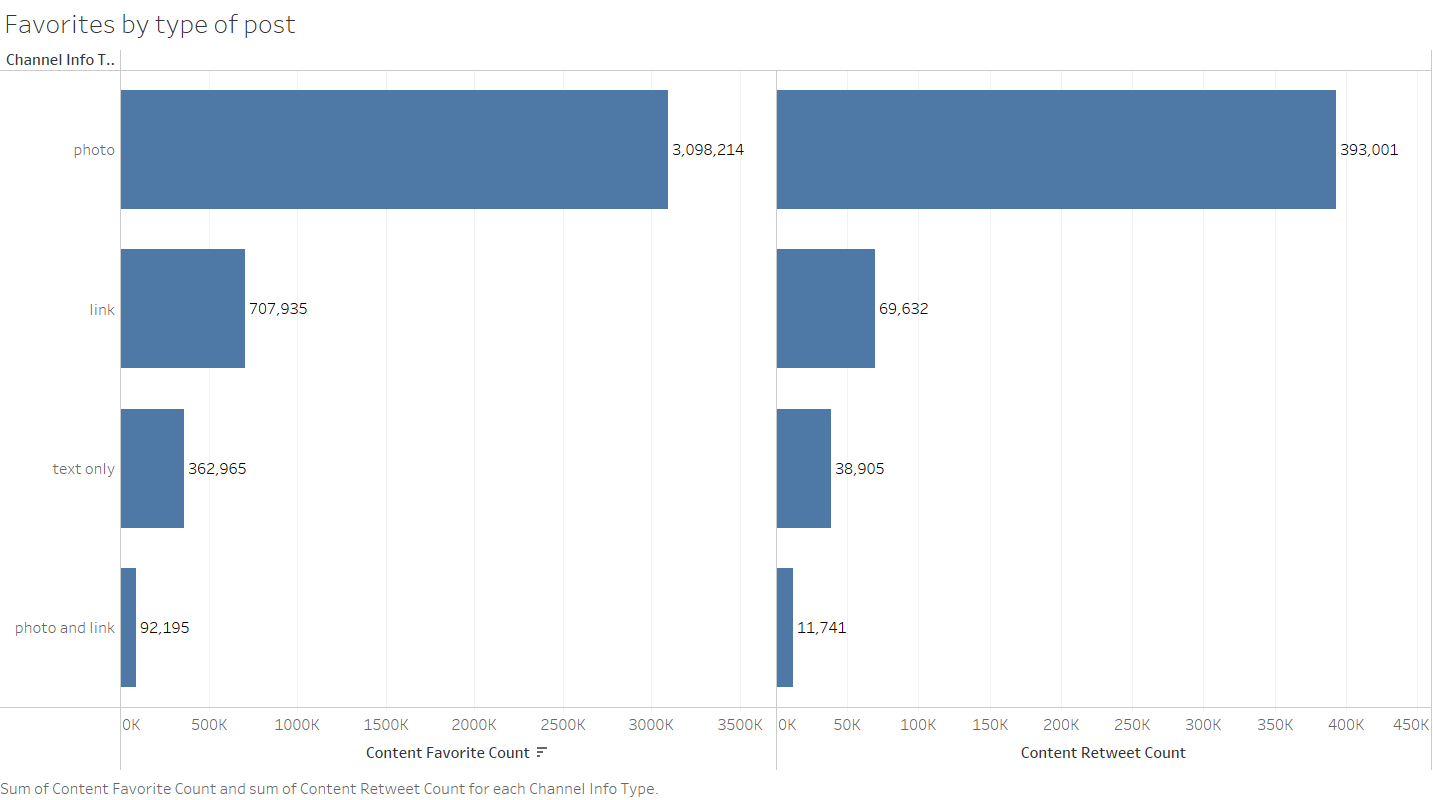 Favorites by type of post
Channel Info T..
photo
3,098,214
393,001
link
707,935
69,632
text only
362,965
38,905
photo and link
92,195
11,741
0K 500K 1000K 1500K 2000K 2500K 3000K 3500K 0K 50K 100K 150K 200K 250K 300K 350K 400K 450K
Content Favorite Count Content Retweet Count
Sum of Content Favorite Count and sum of Content Retweet Count for each Channel Info Type.